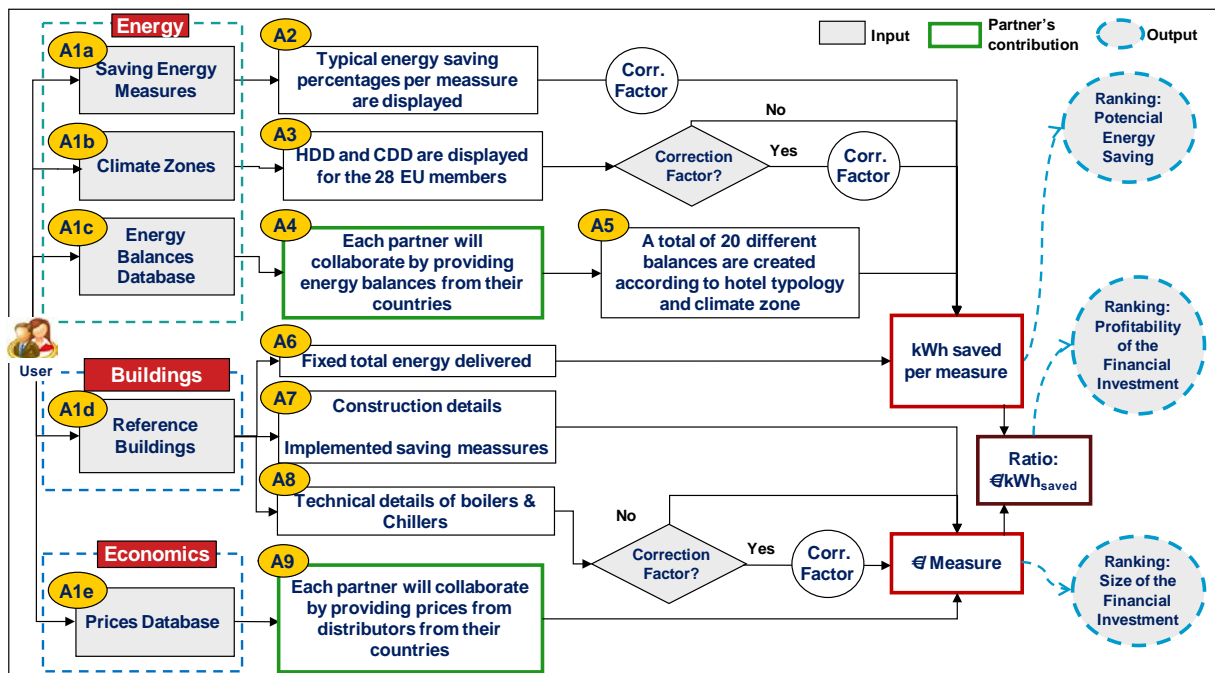 Energy
Input
Partner's
contribution
Output
A1a
Saving Energy
Measures
A2
Typical energy saving
percentages per meassure
are displayed
Corr.
Factor
Ranking:
Potencial
Energy
Saving
A1b
Climate Zones
A3
HDD and CDD are displayed
for the 28 EU members
Correction
Factor?
No
Yes
Corr.
Factor
A1c
Energy
Balances
Database
A4
Each partner will
collaborate by providing
energy balances from their
countries
A5
A total of 20 different
balances are created
according to hotel typology
and climate zone
Ranking:
Profitability
of the
Financial
Investment
User
A6
Fixed total energy delivered
kWh saved
per measure
Buildings
A1d
Reference
Buildings
A7
Construction details
Implemented saving meassures
Ratio:
€/kWhsaved
A8
Technical details of boilers &
Chillers
No
Correction
Factor?
Yes
Corr.
Factor
€/ Measure
Ranking:
Size of the
Financial
Investment
Economics
A1e
Prices Database
A9
Each partner will collaborate
by providing prices from
distributors from their
countries